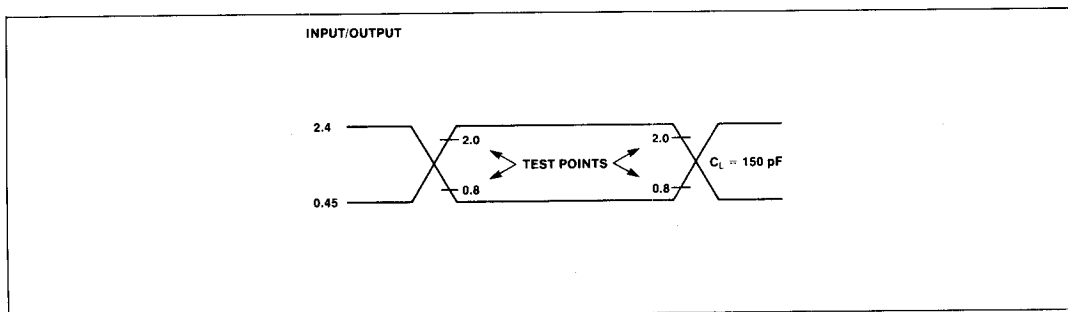 INPUT/OUTPUT
2.4
2.0
2.0
TEST POINTS
C_L = 150 pF
0.8
0.8
0.45